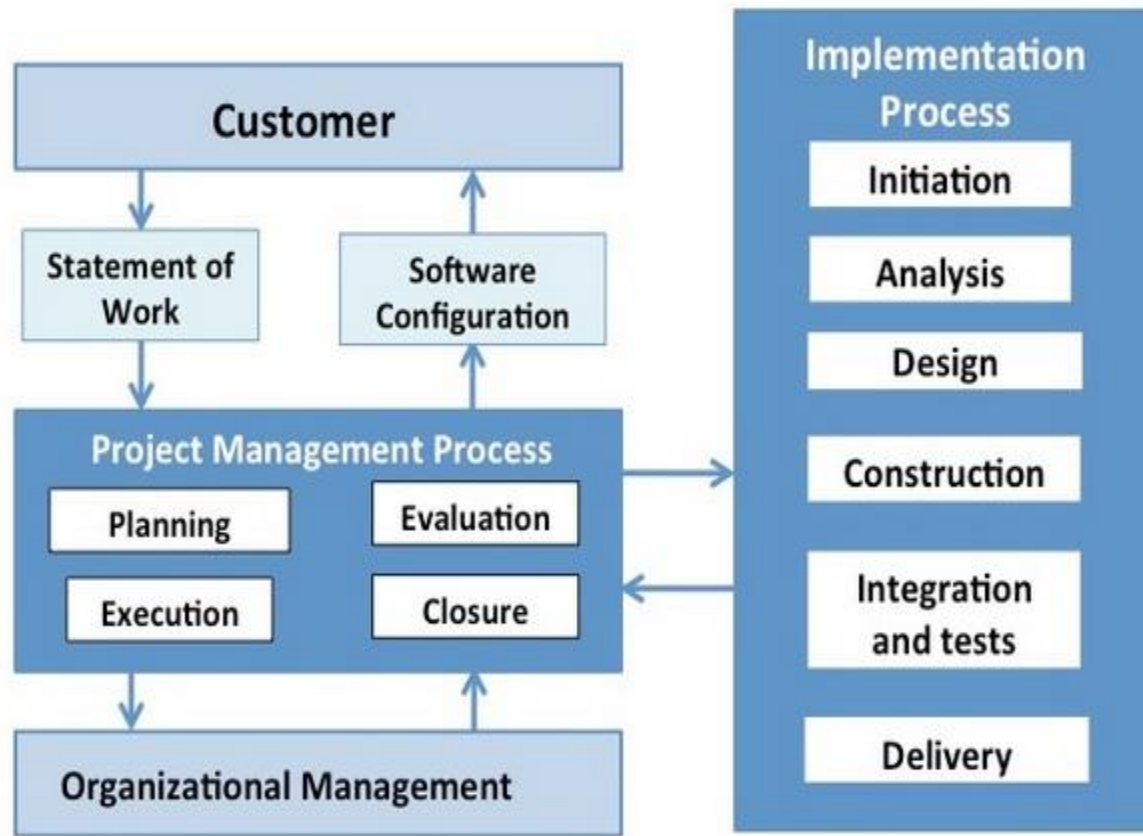 Customer
Statement of
Work
Software
Configuration
Project Management Process
Planning
Evaluation
Execution
Closure
Organizational Management
Implementation
Process
Initiation
Analysis
Design
Construction
Integration
and tests
Delivery